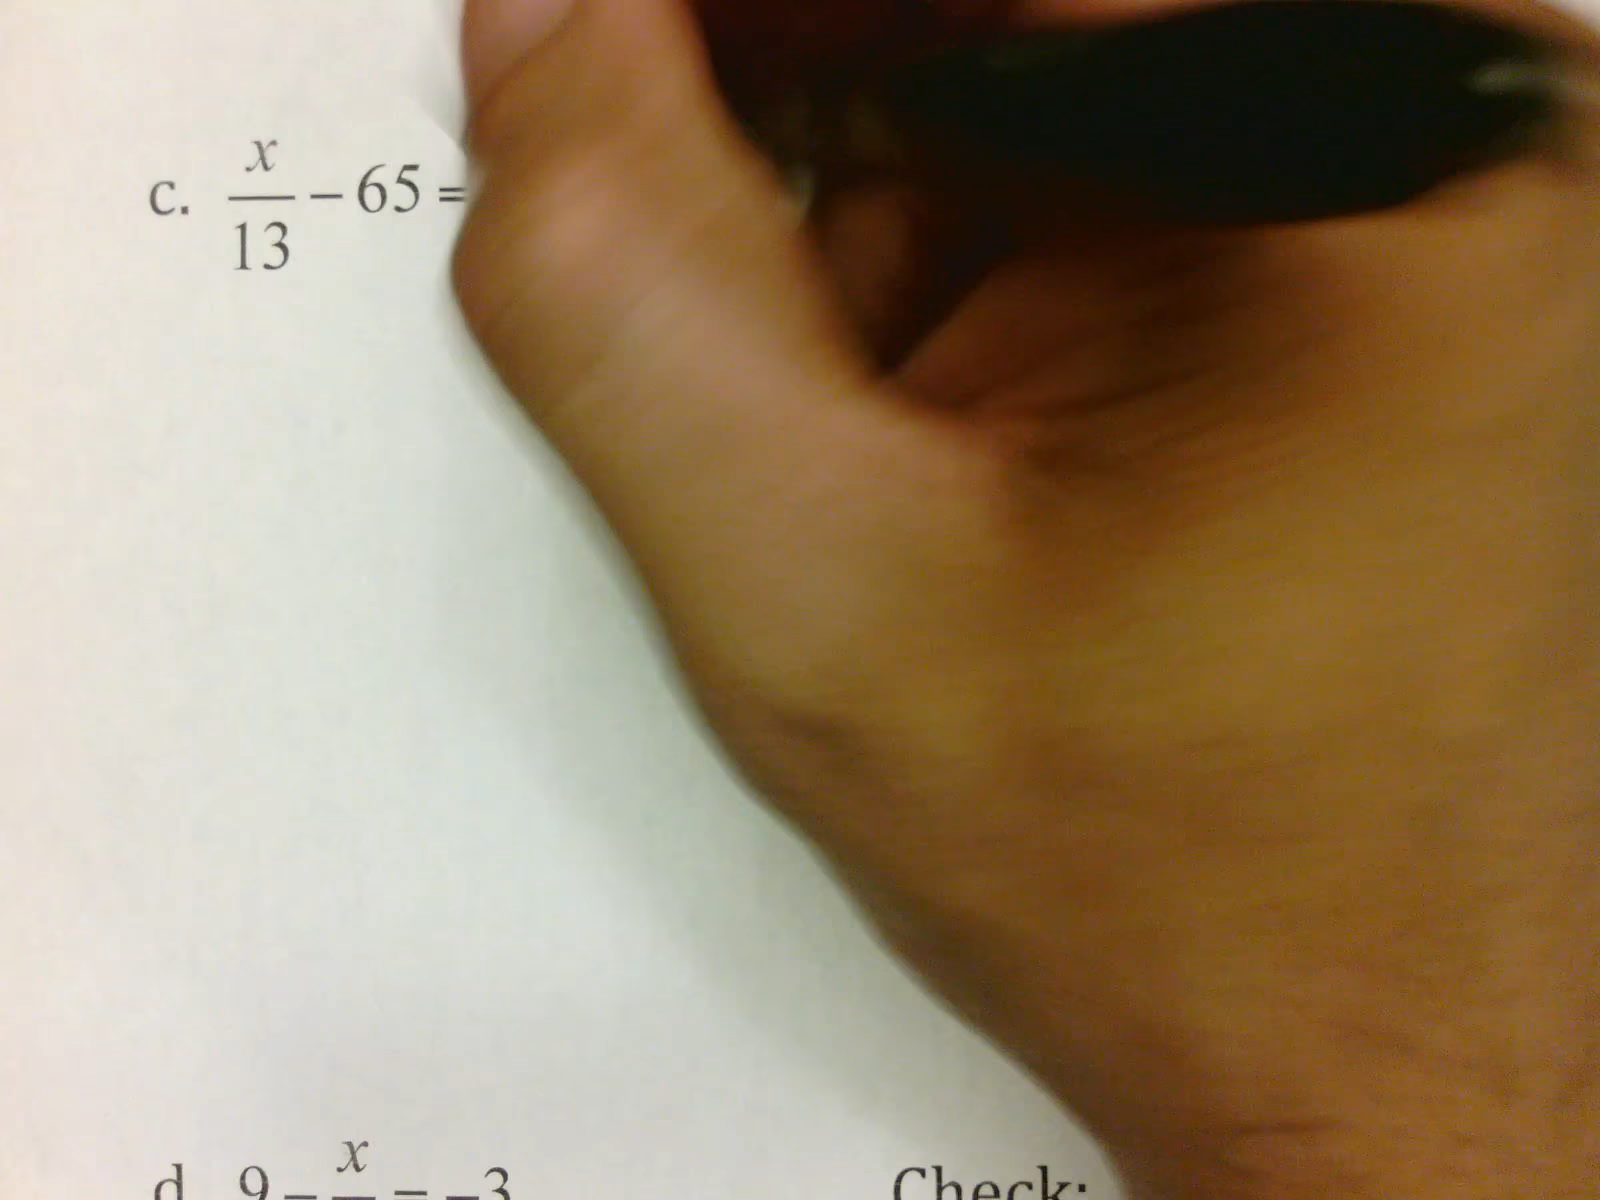 c. x/13 – 65 =
d 9 – x = –3
Check: